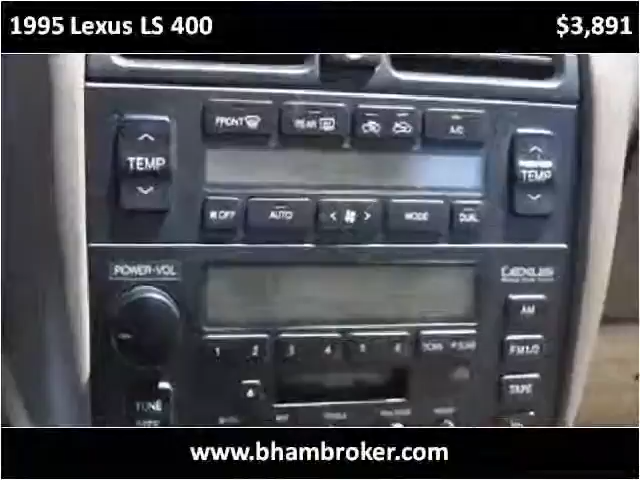 1995 Lexus LS 400 $3,891
FRONT REAR A/C
TEMP TEMP
OFF AUTO < > MODE DUAL
POWER-VOL LEXUS
AM
1 2 3 4 5 6 SCAN FM1/2
TAPE
TUNE
www.bhambroker.com